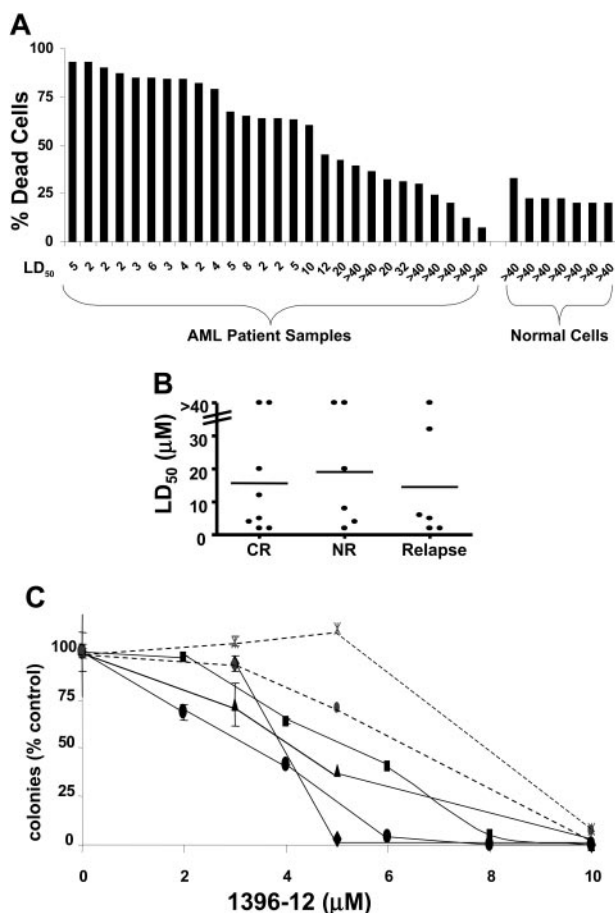 A
% Dead Cells
100
75
50
25
0
LD50 5 2 2 2 3 6 3 4 2 4 5 8 2 2 5 10 12 20 >40 >40 20 32 >40 >40 >40 >40 >40 >40 >40 >40 >40 >40 >40 >40
AML Patient Samples Normal Cells
B
LD50 (µM)
>40
30
20
10
0
CR NR Relapse
C
colonies (% control)
100
75
50
25
0
0 2 4 6 8 10
1396-12 (µM)